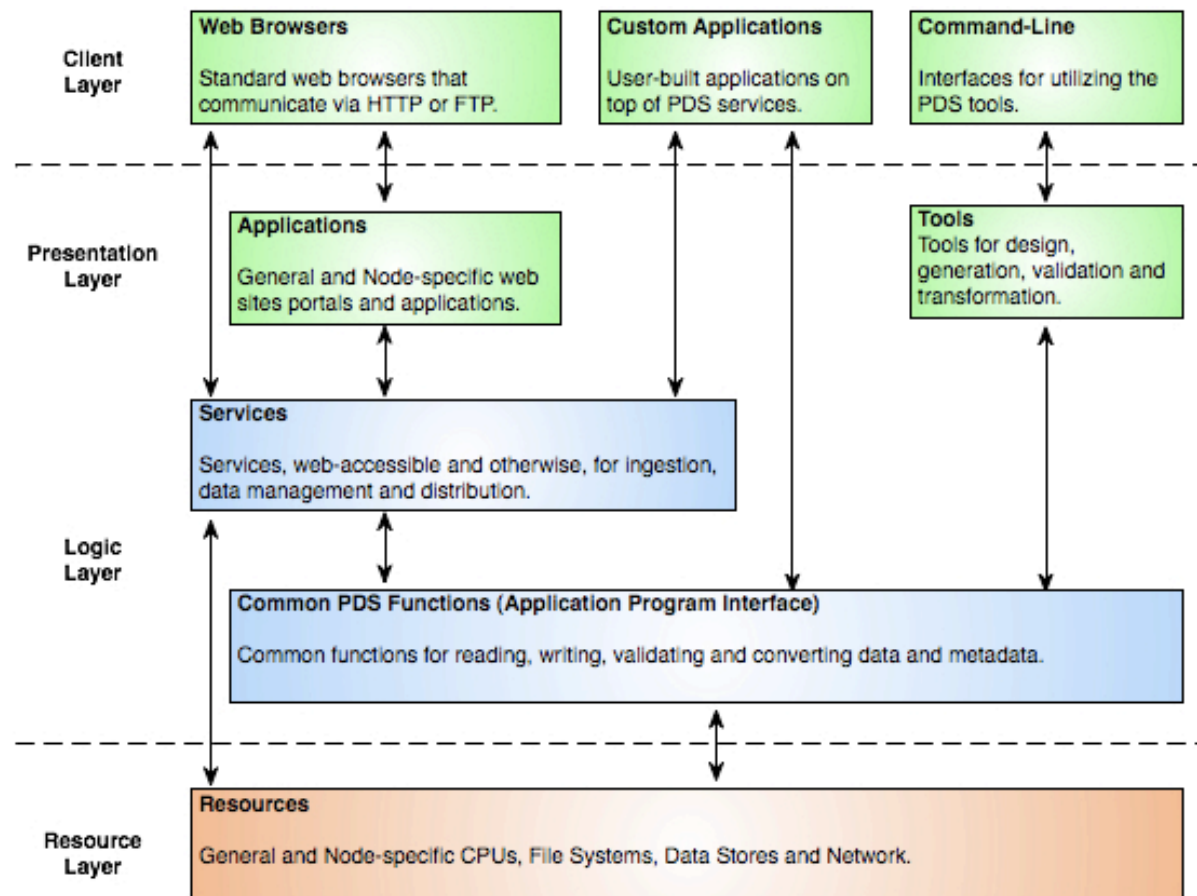 Client
Layer
Web Browsers
Standard web browsers that
communicate via HTTP or FTP.
Custom Applications
User-built applications on
top of PDS services.
Command-Line
Interfaces for utilizing the
PDS tools.
Presentation
Layer
Applications
General and Node-specific web
sites portals and applications.
Tools
Tools for design,
generation, validation and
transformation.
Services
Services, web-accessible and otherwise, for ingestion,
data management and distribution.
Logic
Layer
Common PDS Functions (Application Program Interface)
Common functions for reading, writing, validating and converting data and metadata.
Resource
Layer
Resources
General and Node-specific CPUs, File Systems, Data Stores and Network.